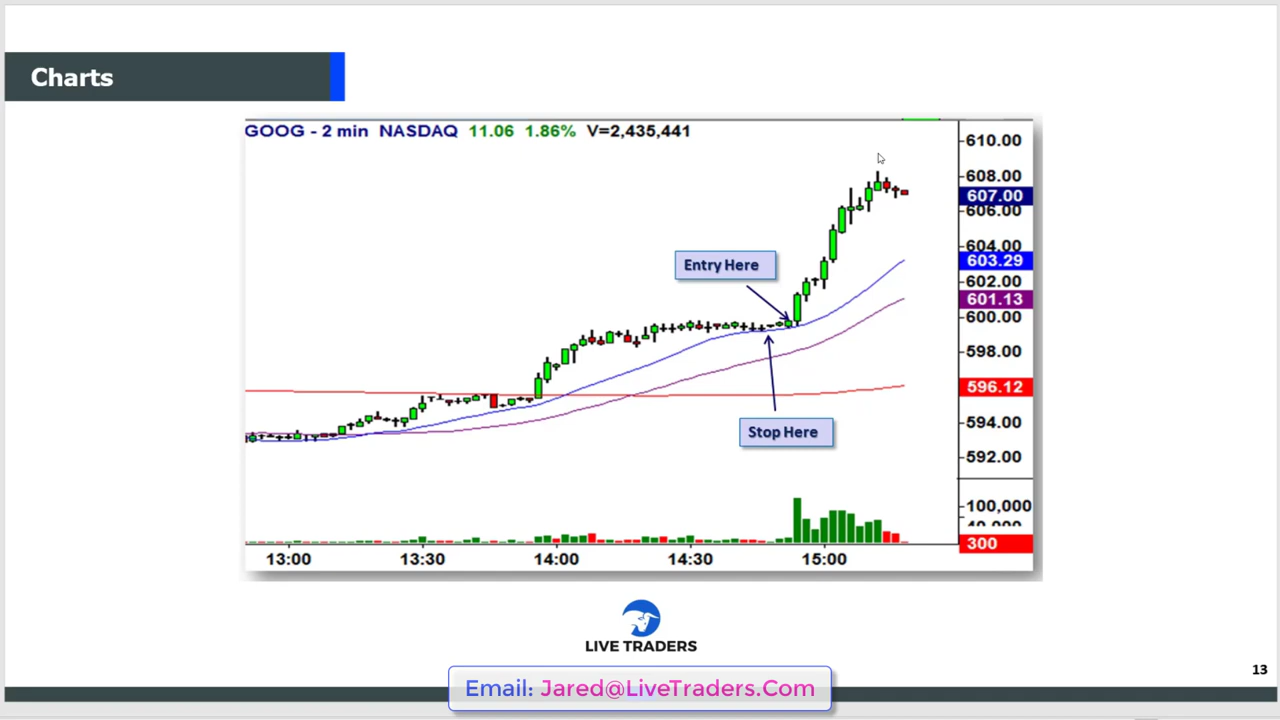 Charts
GOOG - 2 min NASDAQ 11.06 1.86% V=2,435,441
610.00
608.00
607.00
606.00
604.00
603.29
602.00
601.13
600.00
598.00
596.12
594.00
592.00
Entry Here
Stop Here
100,000
40,000
300
13:00 13:30 14:00 14:30 15:00
LIVE TRADERS
13
Email: Jared@LiveTraders.Com